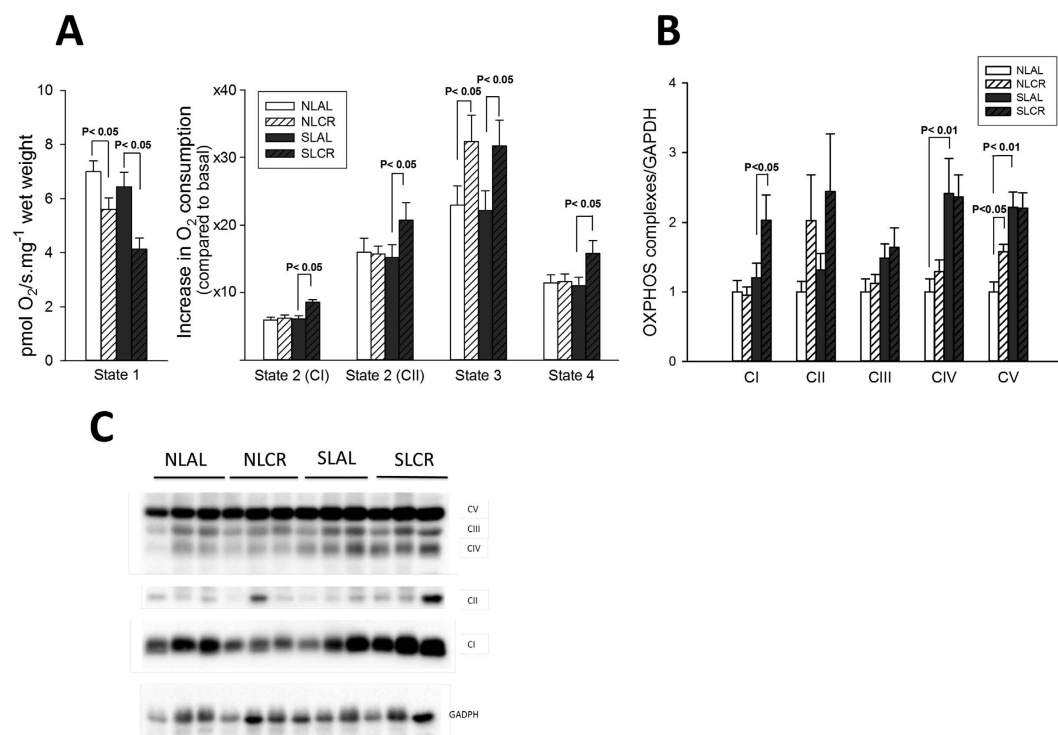 A
pmol O2/s.mg-1 wet weight
10
8
6
4
2
0
P< 0.05
P< 0.05
State 1
Increase in O2 consumption
(compared to basal)
x40
x30
x20
x10
NLAL
NLCR
SLAL
SLCR
P< 0.05
P< 0.05
P< 0.05
P< 0.05
P< 0.05
State 2 (CI)
State 2 (CII)
State 3
State 4
B
OXPHOS complexes/GAPDH
4
3
2
1
0
NLAL
NLCR
SLAL
SLCR
P< 0.05
P< 0.01
P< 0.01
P<0.05
CI
CII
CIII
CIV
CV
C
NLAL
NLCR
SLAL
SLCR
CV
CIII
CIV
CII
CI
GADPH